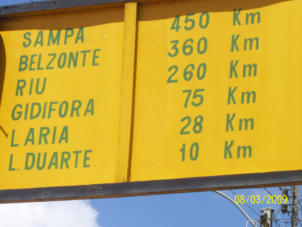 SAMPA 450 Km
BELZONTE 360 Km
RIU 260 Km
GIDIFORA 75 Km
LARIA 28 Km
L. DUARTE 10 Km
08/03/2009